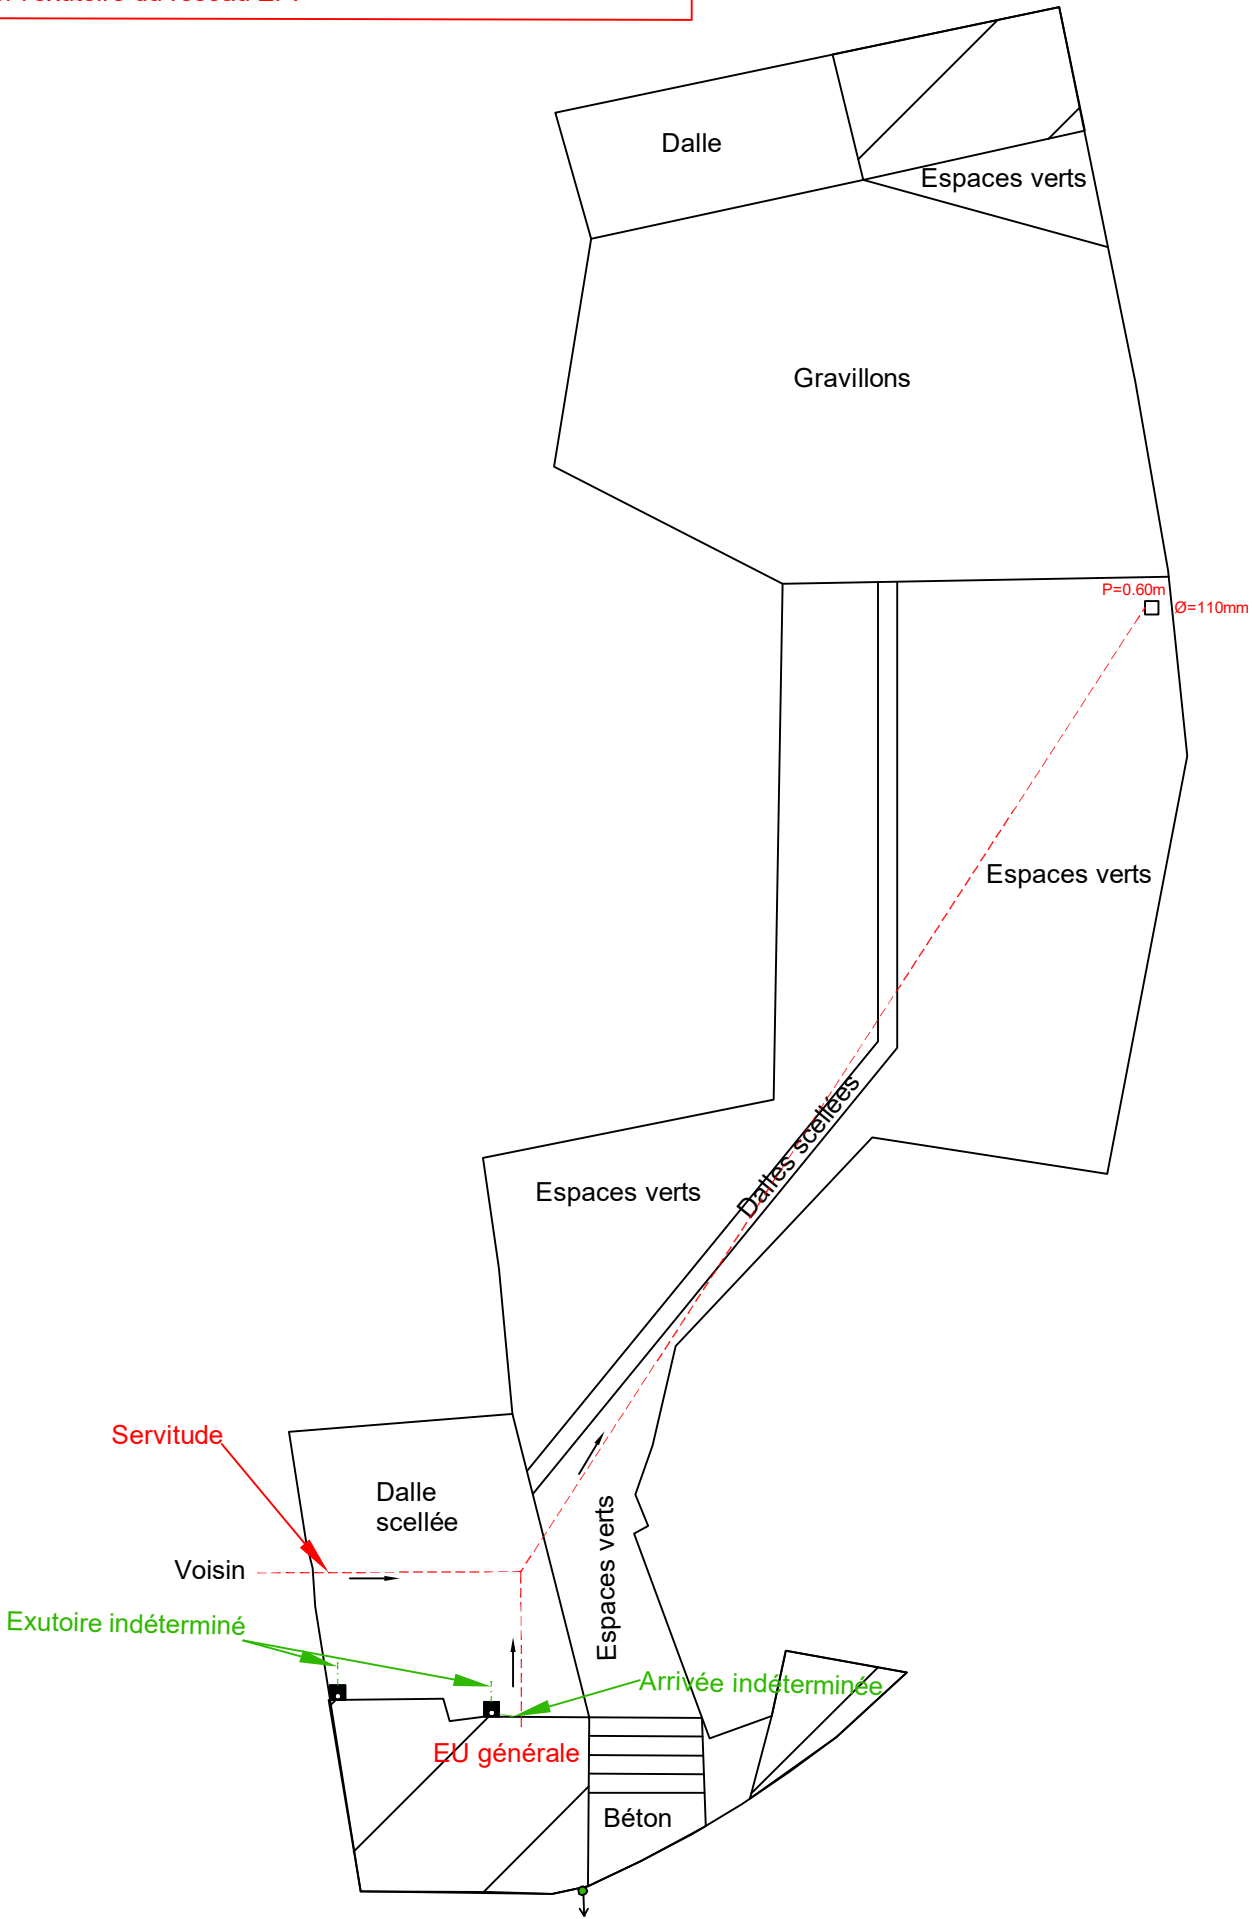 Dalle
Espaces verts
Gravillons
P=0.60m
Ø=110mm
Espaces verts
Dalles scellées
Espaces verts
Servitude
Dalle
scellée
Espaces verts
Voisin
Exutoire indéterminé
Arrivée indéterminée
EU générale
Béton